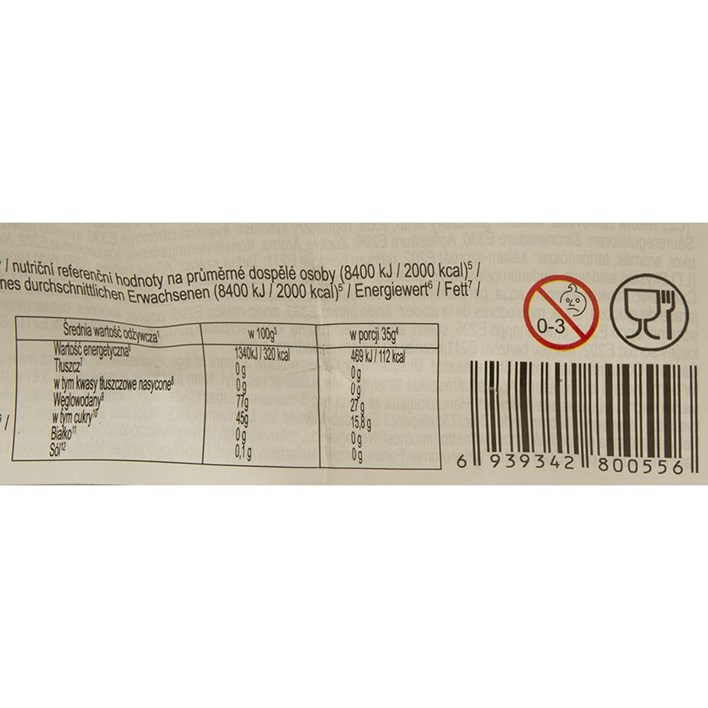 / nutriční referenční hodnoty na průměrné dospělé osoby (8400 kJ / 2000 kcal)⁵ /
nes durchschnittlichen Erwachsenen (8400 kJ / 2000 kcal)⁵ / Energiewert⁶ / Fett⁷ /
0-3
Średnia wartość odżywcza¹ w 100g³ w porcji 35g⁴
Wartość energetyczna⁶ 1340kJ / 320 kcal 469 kJ / 112 kcal
Tłuszcz⁷ 0 g 0 g
w tym kwasy tłuszczowe nasycone⁸ 0 g 0 g
Węglowodany⁹ 77g 27 g
w tym cukry¹⁰ 45g 15,8 g
Białko¹¹ 0 g 0 g
Sól¹² 0,1 g 0 g
6 939342 800556